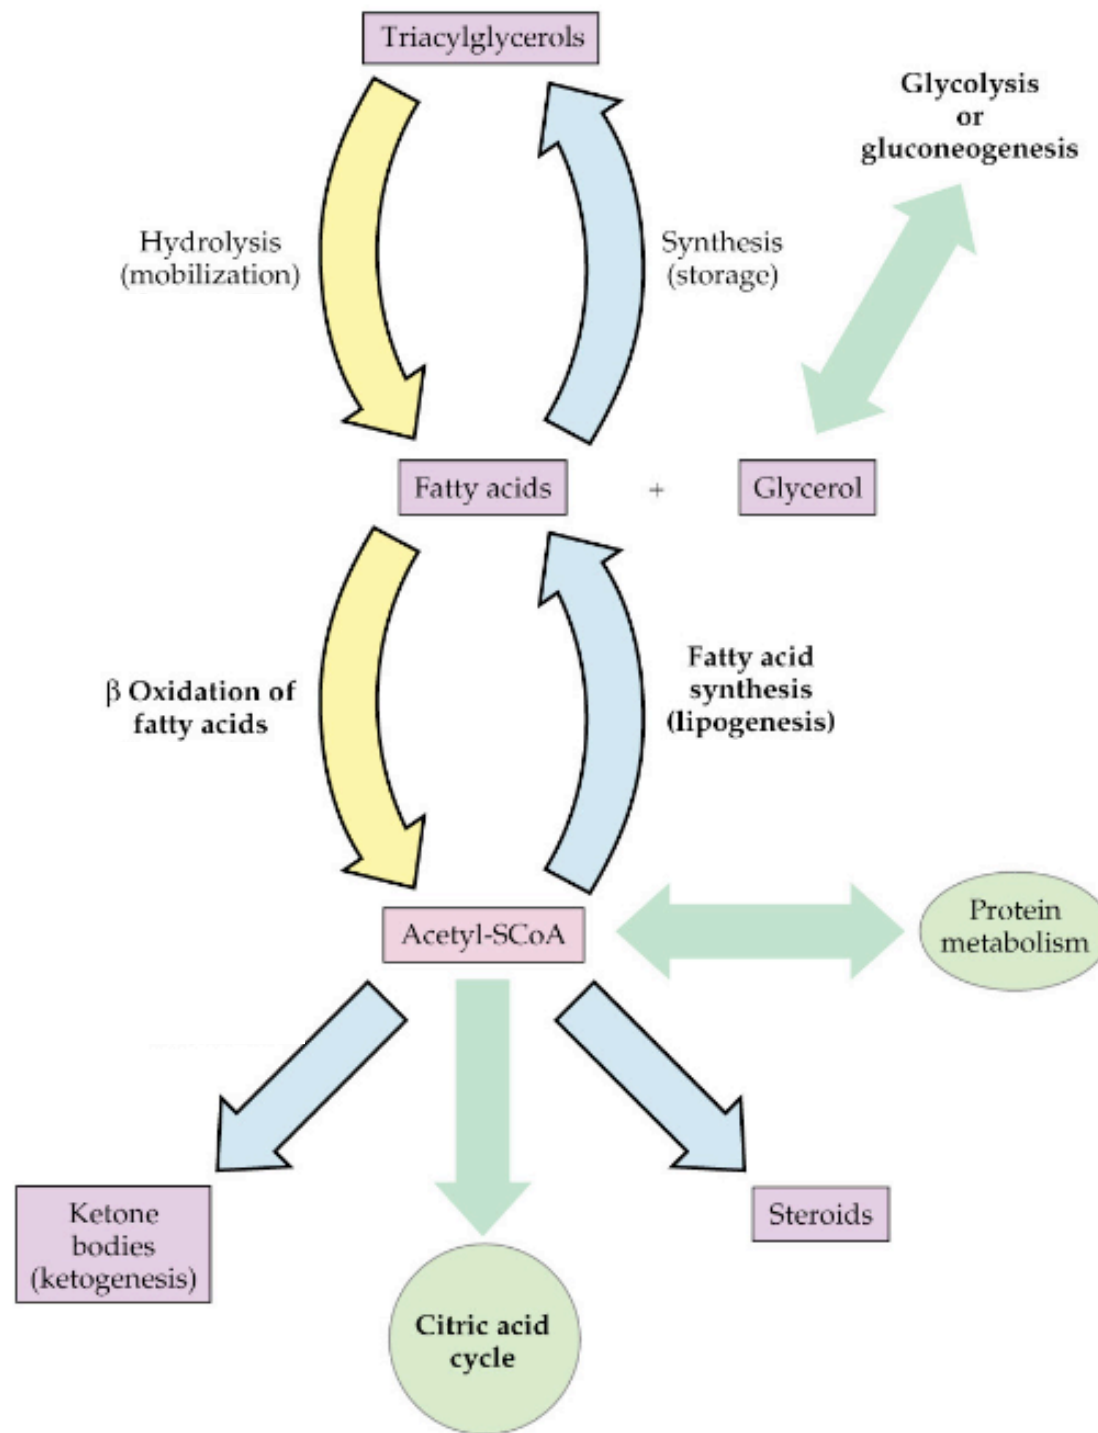 Triacylglycerols
Glycolysis
or
gluconeogenesis
Hydrolysis
(mobilization)
Synthesis
(storage)
Fatty acids
+
Glycerol
β Oxidation of
fatty acids
Fatty acid
synthesis
(lipogenesis)
Acetyl-SCoA
Protein
metabolism
Ketone
bodies
(ketogenesis)
Steroids
Citric acid
cycle